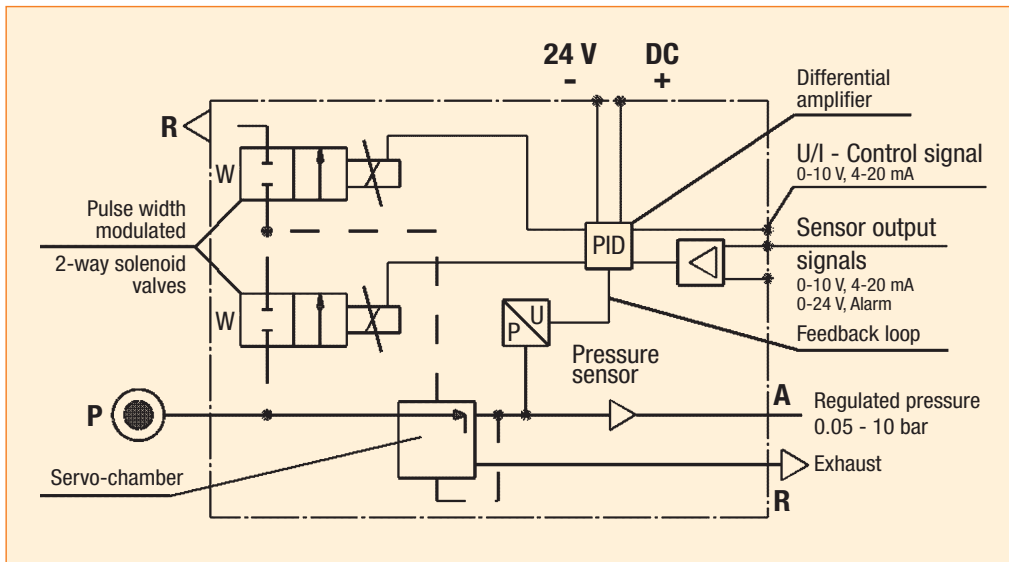 24 V DC
- +
Differential
amplifier
R
U/I - Control signal
0-10 V, 4-20 mA
W
Pulse width
modulated
2-way solenoid
valves
PID
Sensor output
signals
0-10 V, 4-20 mA
0-24 V, Alarm
W
P U
Feedback loop
Pressure
sensor
P
A
Regulated pressure
0.05 - 10 bar
Servo-chamber
Exhaust
R